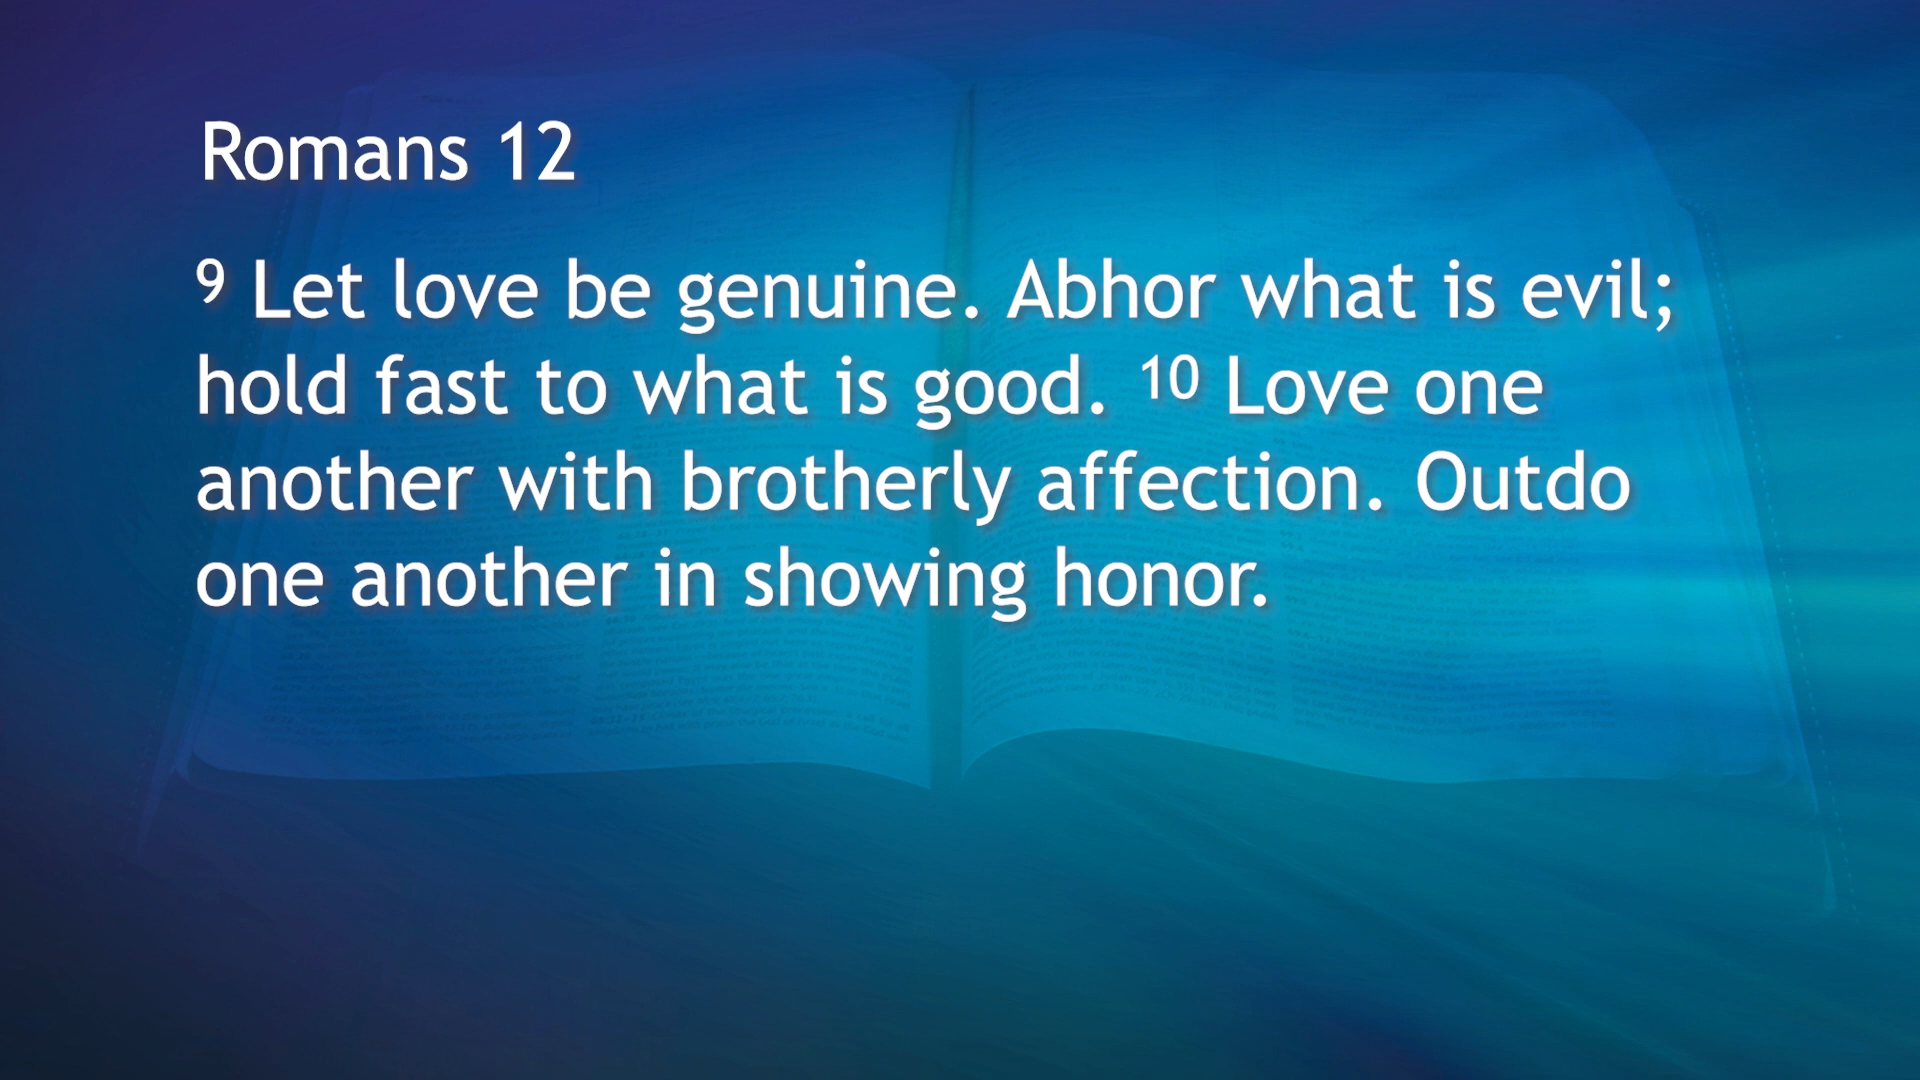 Romans 12
9 Let love be genuine. Abhor what is evil;
hold fast to what is good. 10 Love one
another with brotherly affection. Outdo
one another in showing honor.